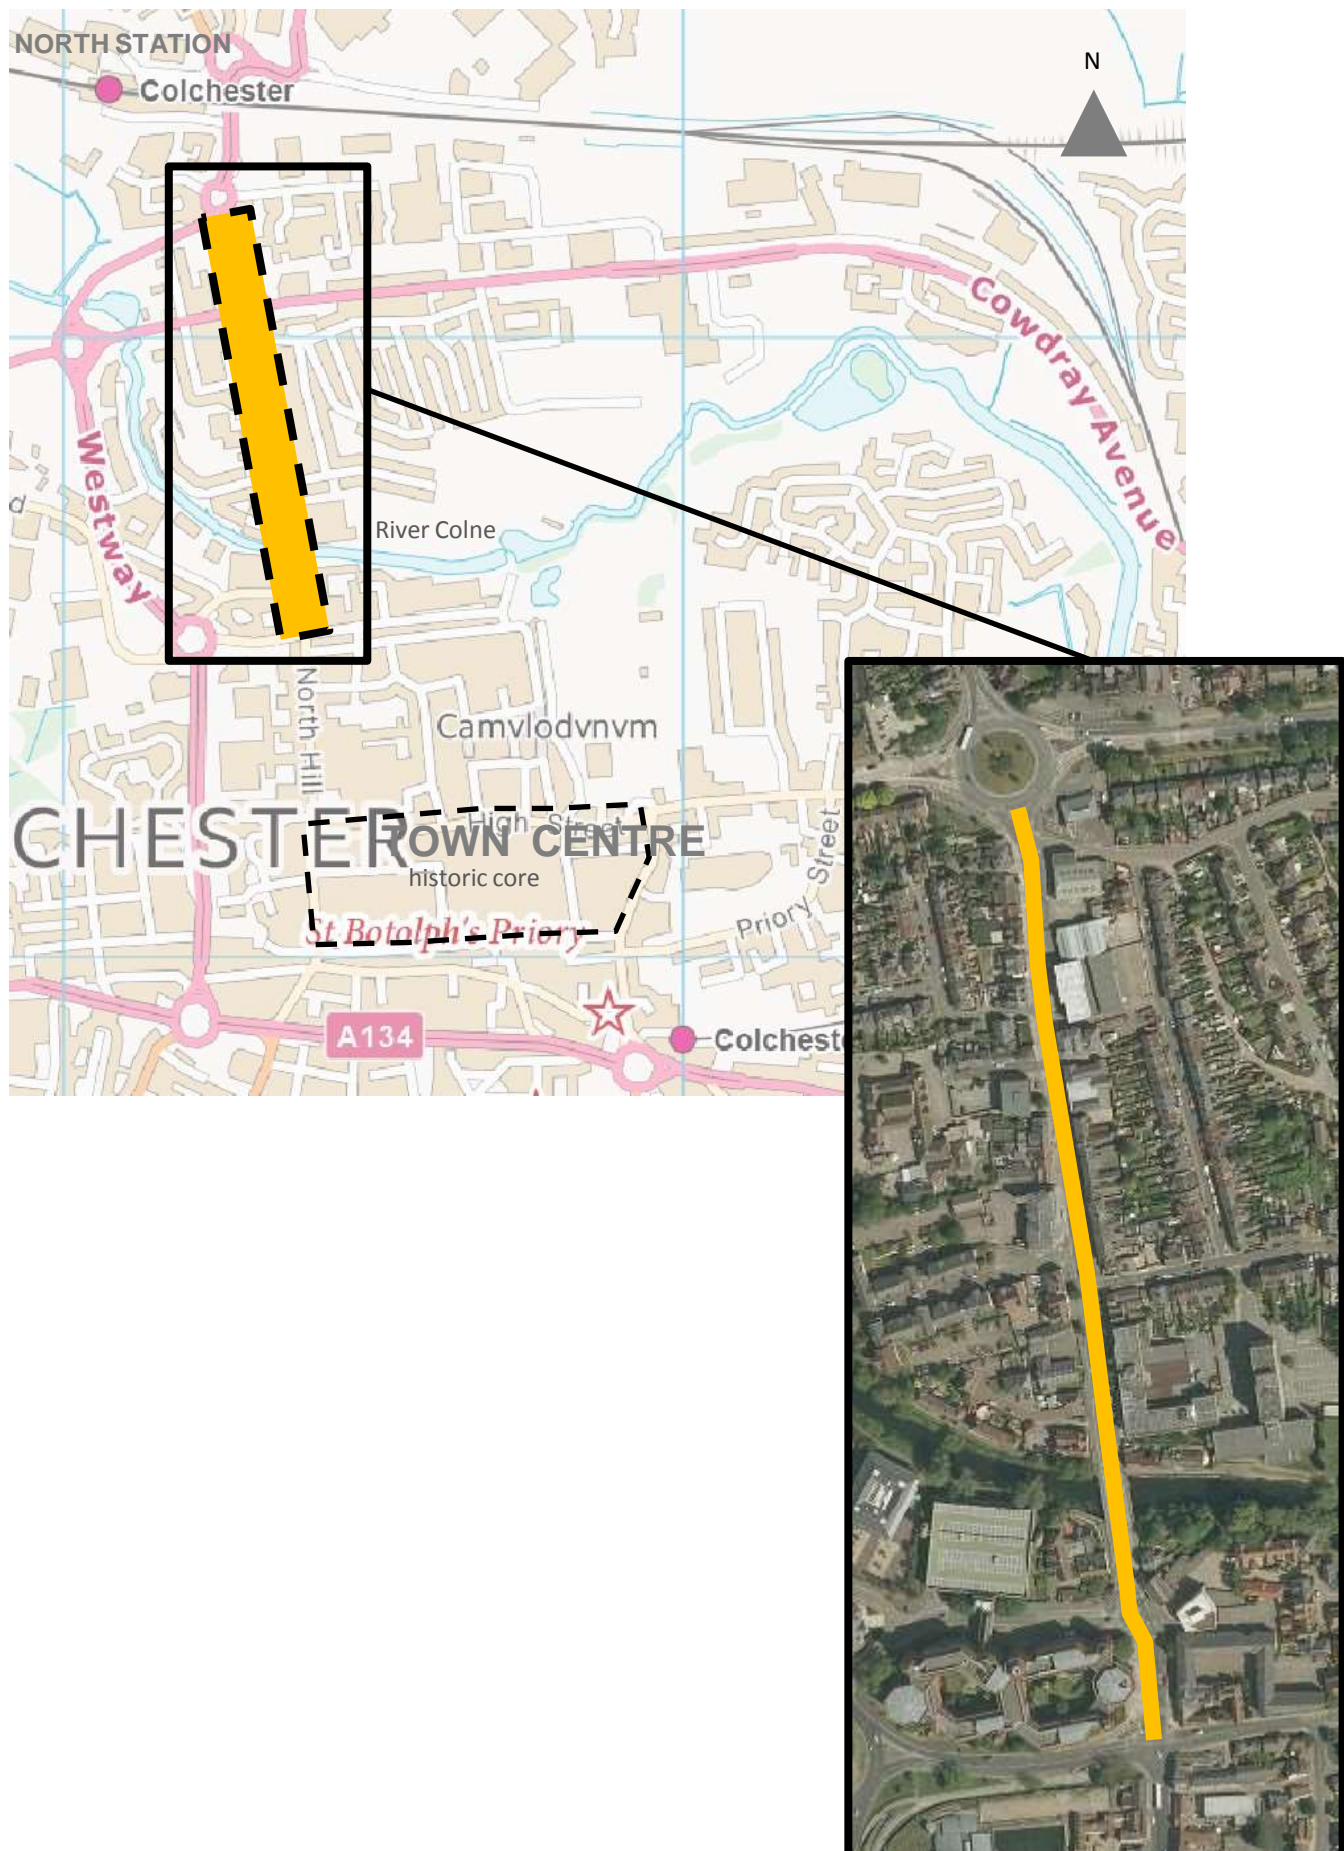 NORTH STATION
Colchester
N
Cowdray Avenue
Westway
River Colne
North Hill
Camvlodvnvm
CHESTER
High Street
TOWN CENTRE
historic core
Street
St Botolph's Priory
Priory
A134
Colcheste